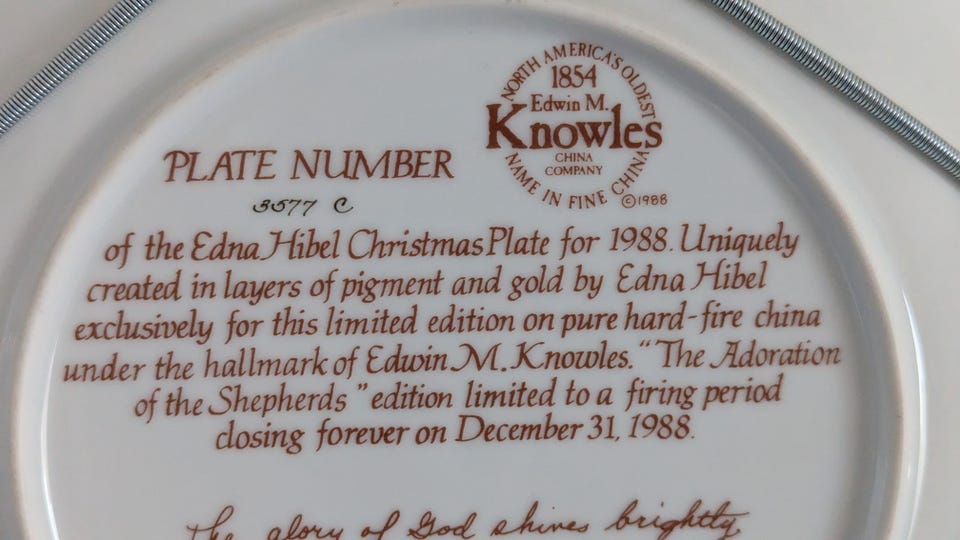 NORTH AMERICA'S OLDEST
1854
Edwin M.
Knowles
CHINA
COMPANY
NAME IN FINE CHINA
©1988
PLATE NUMBER
3577 C
of the Edna Hibel Christmas Plate for 1988. Uniquely
created in layers of pigment and gold by Edna Hibel
exclusively for this limited edition on pure hard-fire china
under the hallmark of Edwin M. Knowles. "The Adoration
of the Shepherds" edition limited to a firing period
closing forever on December 31, 1988.
The glory of God shines brightly,